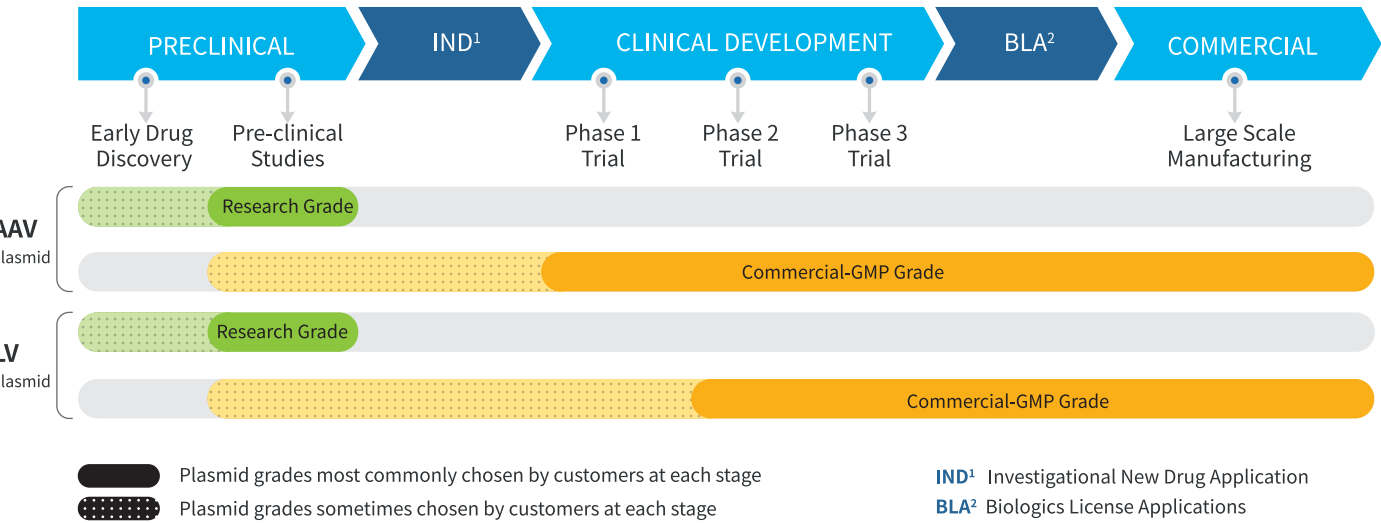 PRECLINICAL
IND¹
CLINICAL DEVELOPMENT
BLA²
COMMERCIAL
Early Drug
Discovery
Pre-clinical
Studies
Phase 1
Trial
Phase 2
Trial
Phase 3
Trial
Large Scale
Manufacturing
AAV
lasmid
Research Grade
Commercial-GMP Grade
LV
lasmid
Research Grade
Commercial-GMP Grade
Plasmid grades most commonly chosen by customers at each stage
Plasmid grades sometimes chosen by customers at each stage
IND¹ Investigational New Drug Application
BLA² Biologics License Applications